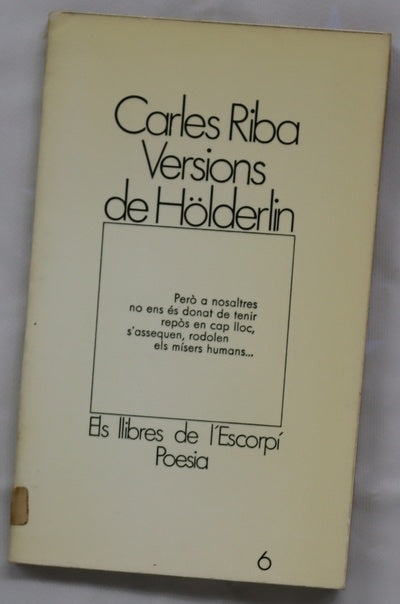 Carles Riba
Versions
de Hölderlin
Però a nosaltres
no ens és donat de tenir
repòs en cap lloc,
s'assequen, rodolen
els mísers humans...
Els llibres de l'Escorpí
Poesia
6